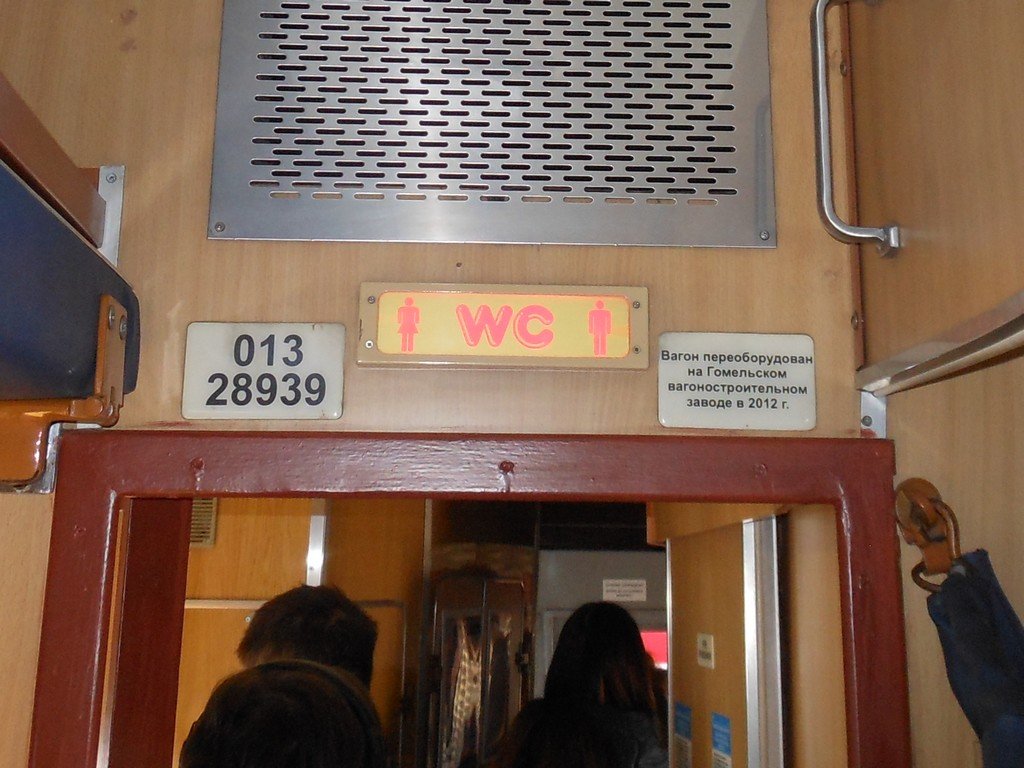 013
28939
WC
Вагон переоборудован
на Гомельском
вагоностроительном
заводе в 2012 г.